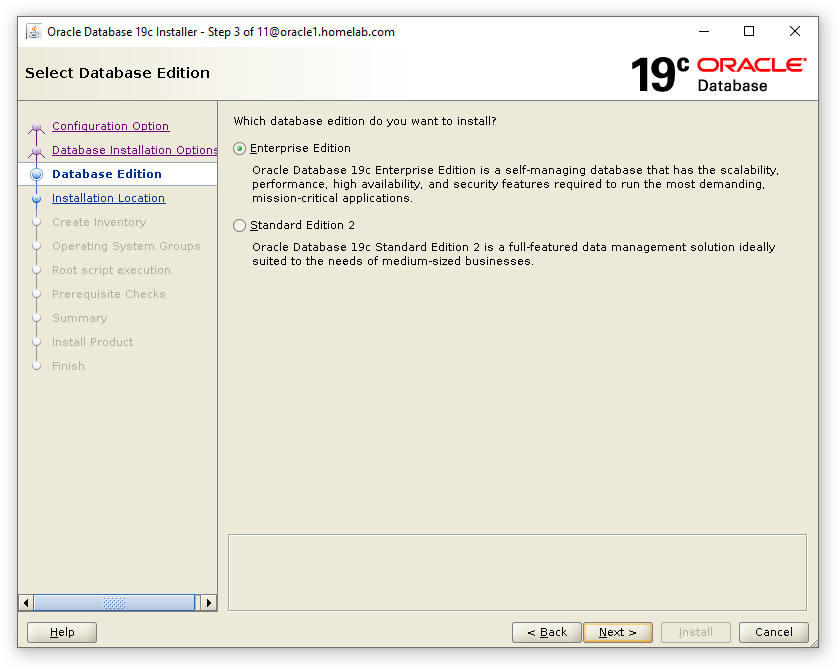 Oracle Database 19c Installer - Step 3 of 11@oracle1.homelab.com
Select Database Edition
19c ORACLE
Database
Configuration Option
Database Installation Options
Database Edition
Installation Location
Create Inventory
Operating System Groups
Root script execution
Prerequisite Checks
Summary
Install Product
Finish
Which database edition do you want to install?
Enterprise Edition
Oracle Database 19c Enterprise Edition is a self-managing database that has the scalability,
performance, high availability, and security features required to run the most demanding,
mission-critical applications.
Standard Edition 2
Oracle Database 19c Standard Edition 2 is a full-featured data management solution ideally
suited to the needs of medium-sized businesses.
Help
< Back
Next >
Install
Cancel